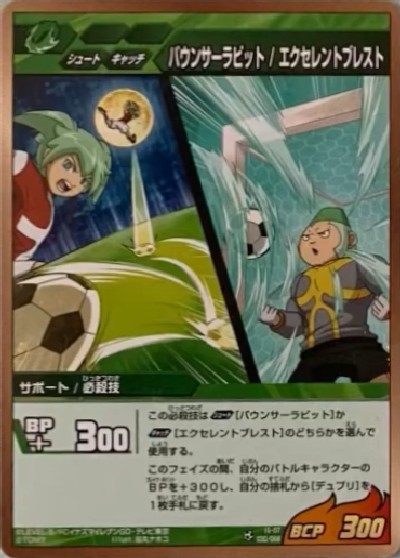 シュート キャッチ
バウンサーラビット / エクセレントブレスト
サポート / 必殺技
ひっさつわざ
BP
+ 300
この必殺技は シュート [バウンサーラビット]か
キャッチ [エクセレントブレスト]のどちらかを選んで
使用する。
このフェイズの間、自分のバトルキャラクターの
BPを+300し、自分の捨札から[デュプリ]を
1枚手札に戻す。
BCP 300